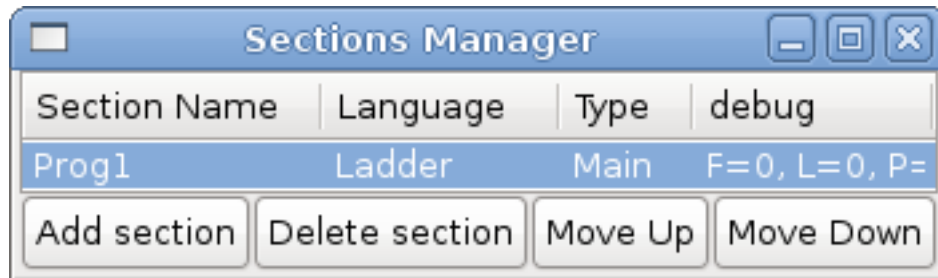 Sections Manager
Section Name Language Type debug
Prog1 Ladder Main F=0, L=0, P=
Add section Delete section Move Up Move Down